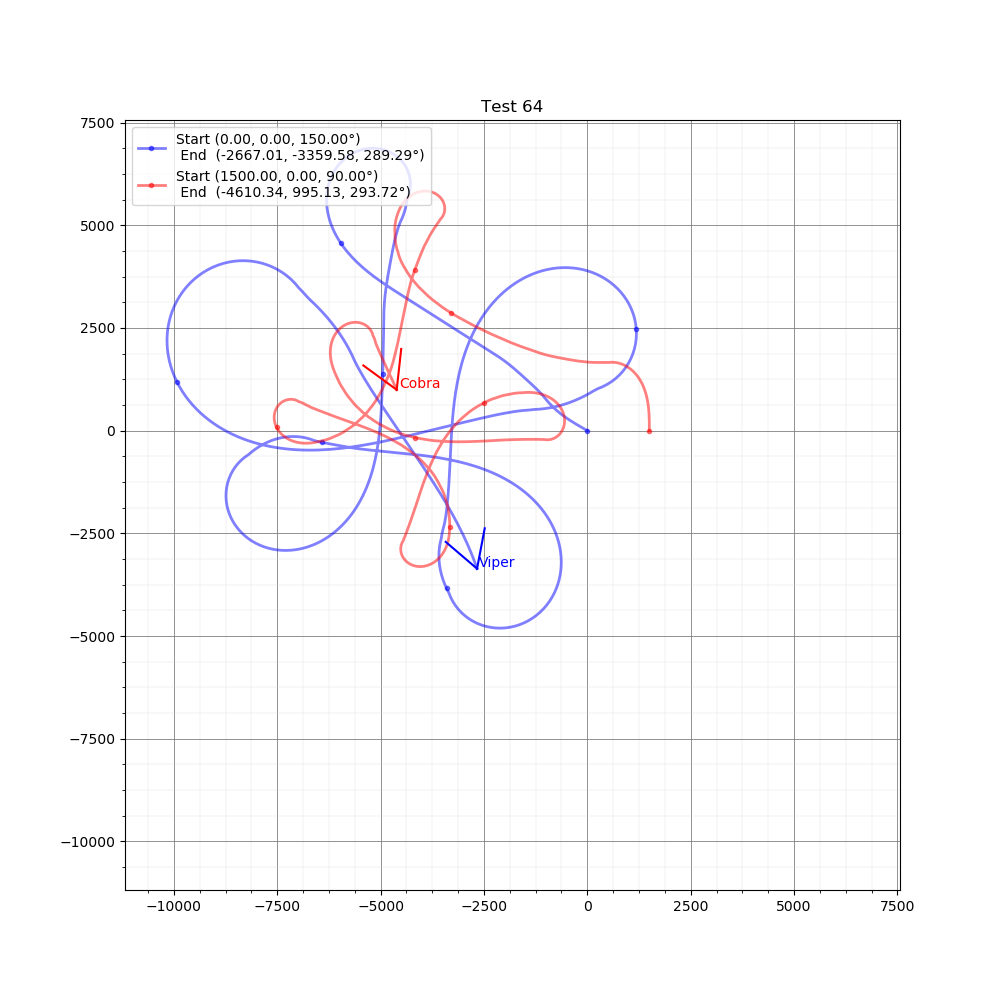 Test 64
Start (0.00, 0.00, 150.00°)
End (-2667.01, -3359.58, 289.29°)
Start (1500.00, 0.00, 90.00°)
End (-4610.34, 995.13, 293.72°)
7500
5000
2500
0
−2500
−5000
−7500
−10000
Cobra
Viper
−10000
−7500
−5000
−2500
0
2500
5000
7500